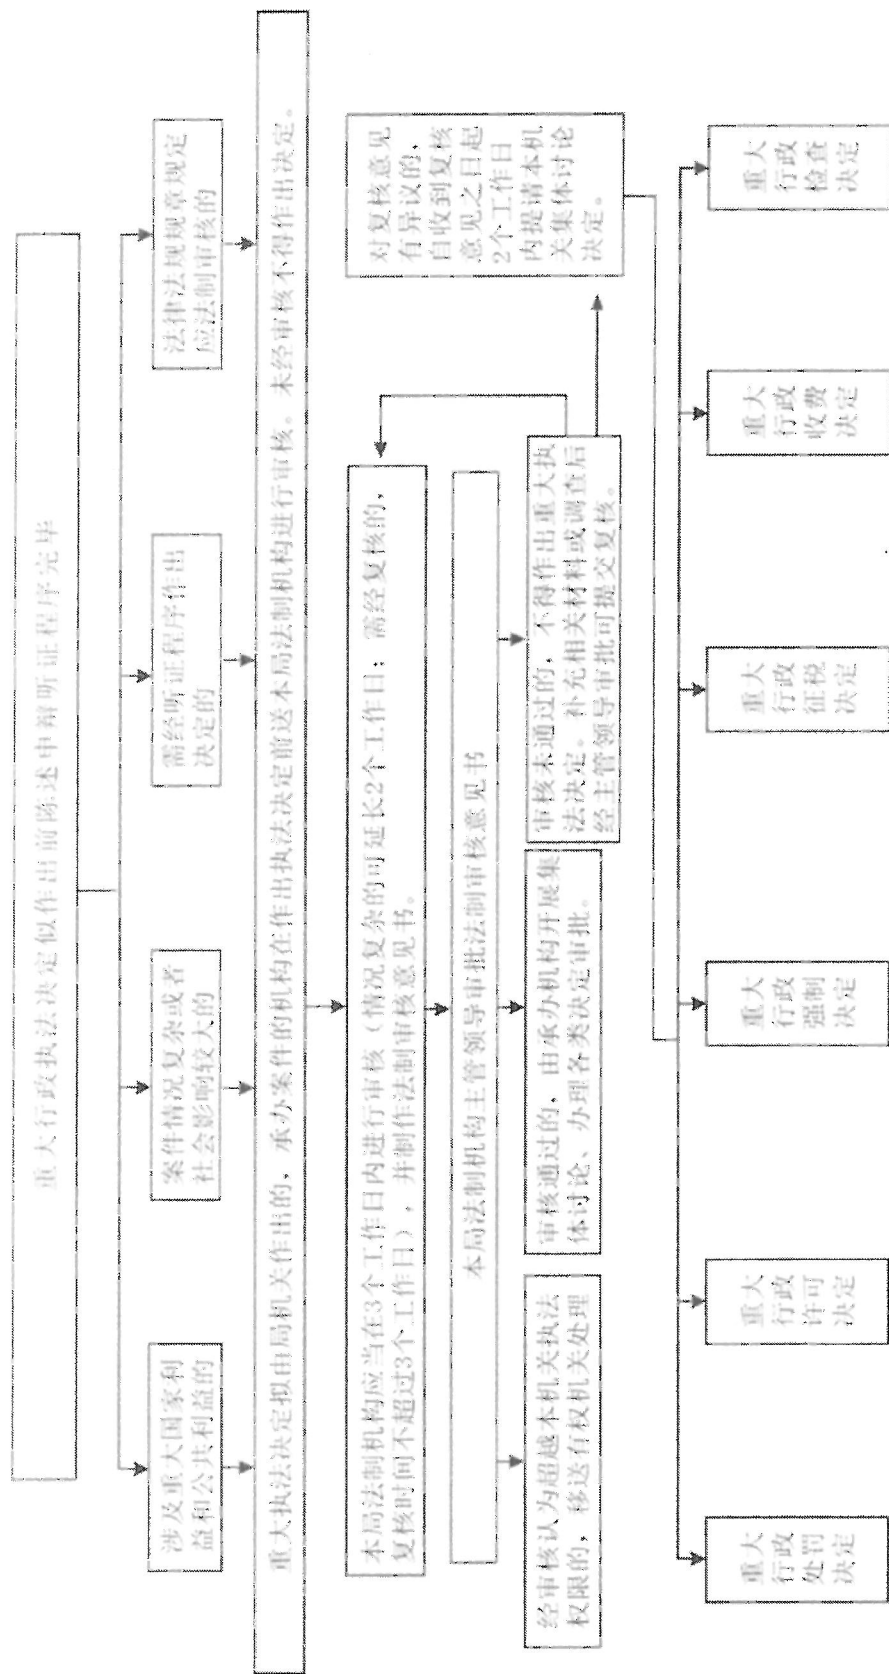 重大行政执法决定似作出前陈述申辩听证程序完毕
涉及重大国家利
益和公共利益的
案件情况复杂或者
社会影响较大的
需经听证程序作出
决定的
法律法规规章规定
应法制审核的
重大执法决定拟由局机关作出的，承办案件的机构在作出执法决定前送本局法制机构进行审核。未经审核不得作出决定。
本局法制机构应当在3个工作日内进行审核（情况复杂的可延长2个工作日；需经复核的，
复核时间不超过3个工作日），并制作法制审核意见书。
本局法制机构主管领导审批法制审核意见书
经审核认为超越本机关执法
权限的，移送有权机关处理
审核通过的，由承办机构开展集
体讨论、办理各类决定审批。
审核未通过的，不得作出重大执
法决定。补充相关材料或调查后
经主管领导审批可提交复核。
对复核意见
有异议的，
自收到复核
意见之日起
2个工作日
内提请本机
关集体讨论
决定。
重大
行政
处罚
决定
重大
行政
许可
决定
重大
行政
强制
决定
重大
行政
征税
决定
重大
行政
收费
决定
重大
行政
检查
决定